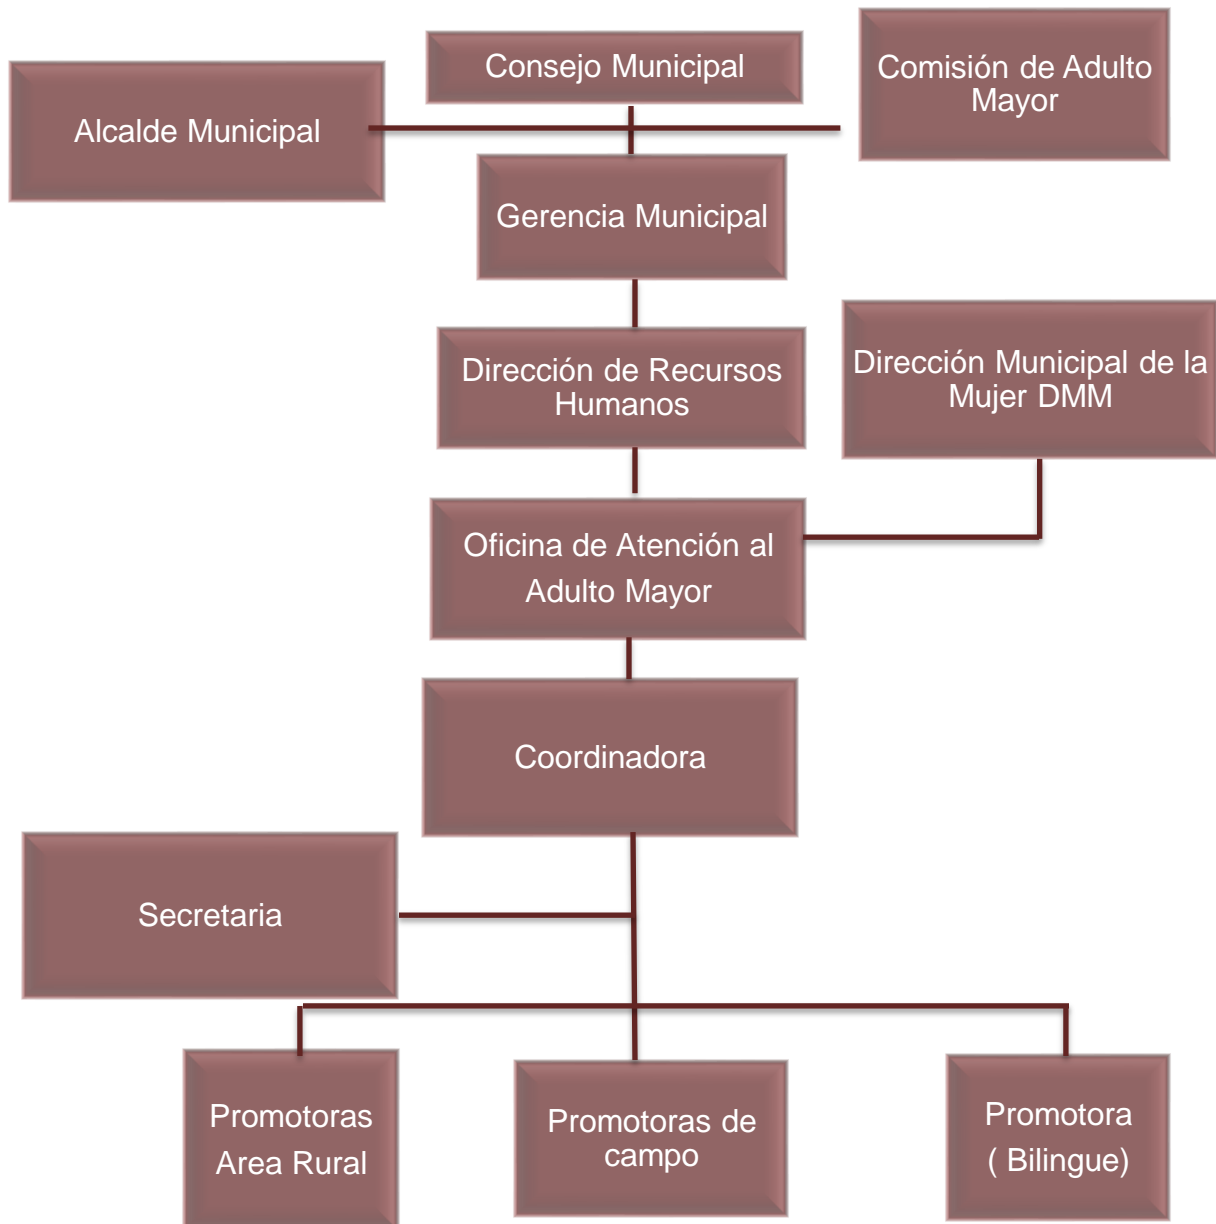 Consejo Municipal
Comisión de Adulto
Mayor
Alcalde Municipal
Gerencia Municipal
Dirección de Recursos
Humanos
Dirección Municipal de la
Mujer DMM
Oficina de Atención al
Adulto Mayor
Coordinadora
Secretaria
Promotoras
Area Rural
Promotoras de
campo
Promotora
( Bilingue)